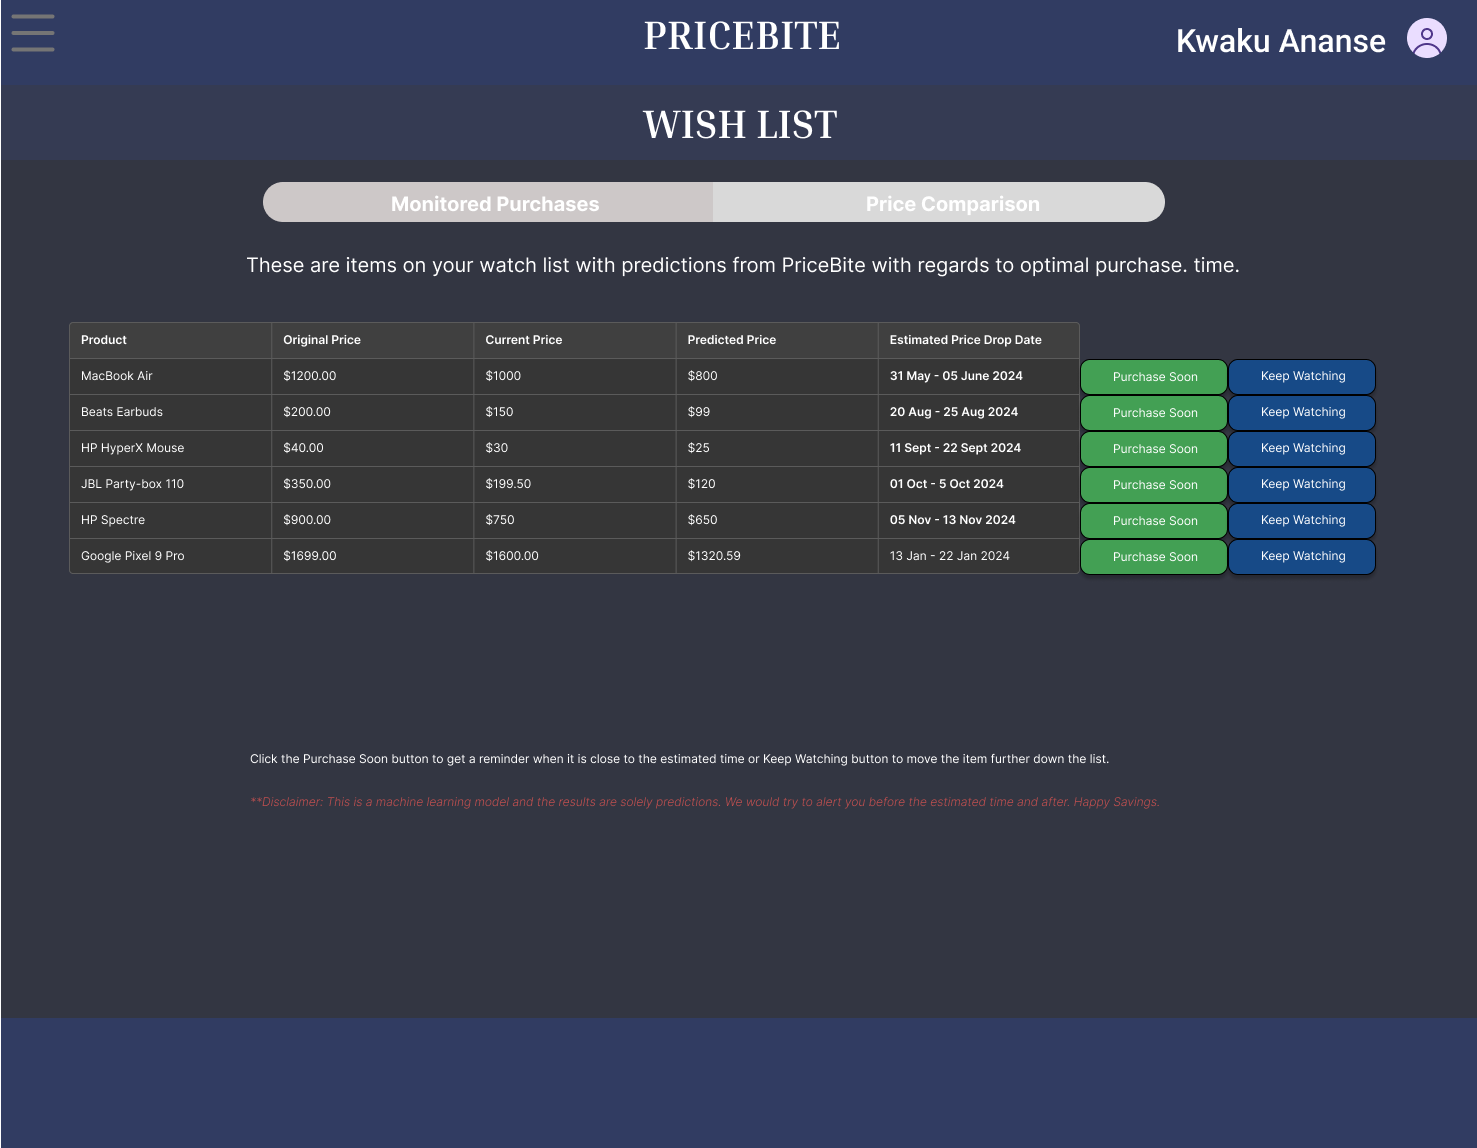 PRICEBITE
Kwaku Ananse
WISH LIST
Monitored Purchases Price Comparison
These are items on your watch list with predictions from PriceBite with regards to optimal purchase. time.
Product Original Price Current Price Predicted Price Estimated Price Drop Date
MacBook Air $1200.00 $1000 $800 31 May - 05 June 2024 Purchase Soon Keep Watching
Beats Earbuds $200.00 $150 $99 20 Aug - 25 Aug 2024 Purchase Soon Keep Watching
HP HyperX Mouse $40.00 $30 $25 11 Sept - 22 Sept 2024 Purchase Soon Keep Watching
JBL Party-box 110 $350.00 $199.50 $120 01 Oct - 5 Oct 2024 Purchase Soon Keep Watching
HP Spectre $900.00 $750 $650 05 Nov - 13 Nov 2024 Purchase Soon Keep Watching
Google Pixel 9 Pro $1699.00 $1600.00 $1320.59 13 Jan - 22 Jan 2024 Purchase Soon Keep Watching
Click the Purchase Soon button to get a reminder when it is close to the estimated time or Keep Watching button to move the item further down the list.
**Disclaimer: This is a machine learning model and the results are solely predictions. We would try to alert you before the estimated time and after. Happy Savings.